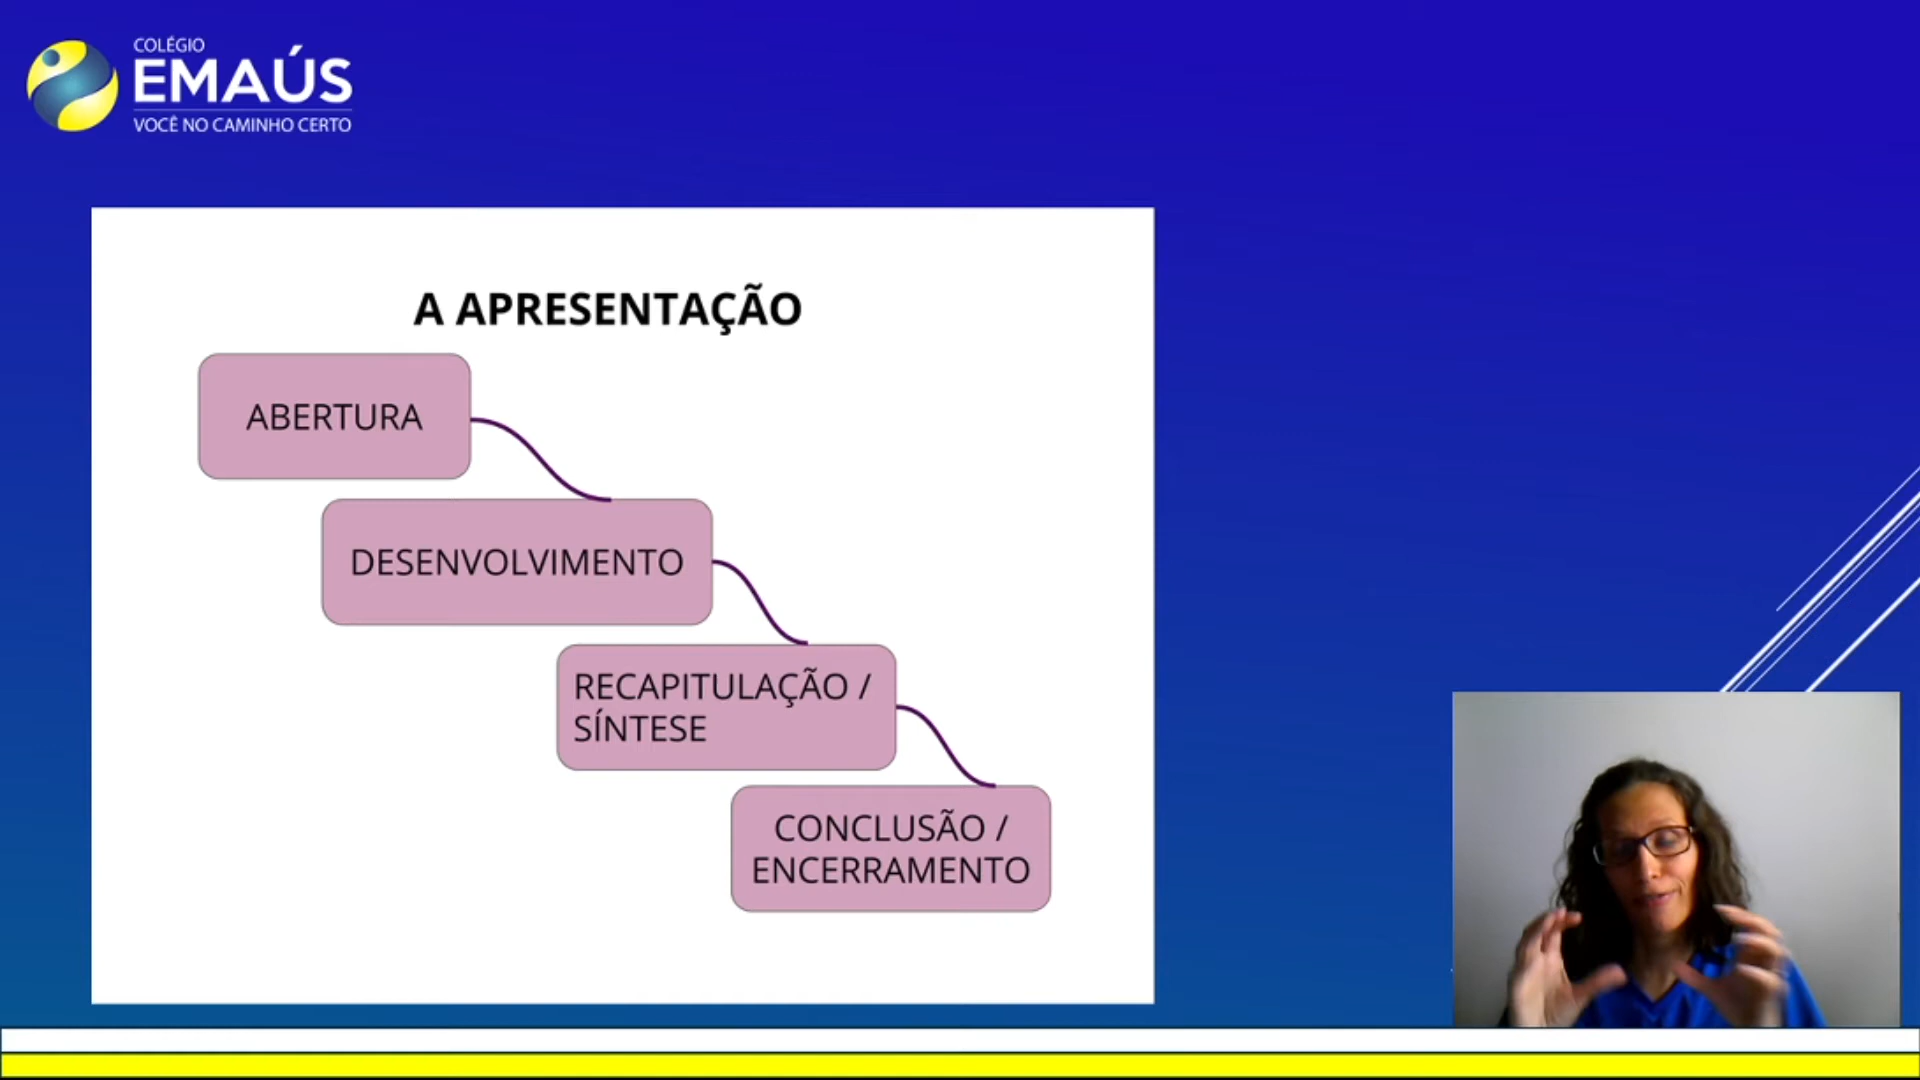 COLÉGIO
EMAÚS
VOCÊ NO CAMINHO CERTO
A APRESENTAÇÃO
ABERTURA
DESENVOLVIMENTO
RECAPITULAÇÃO /
SÍNTESE
CONCLUSÃO /
ENCERRAMENTO